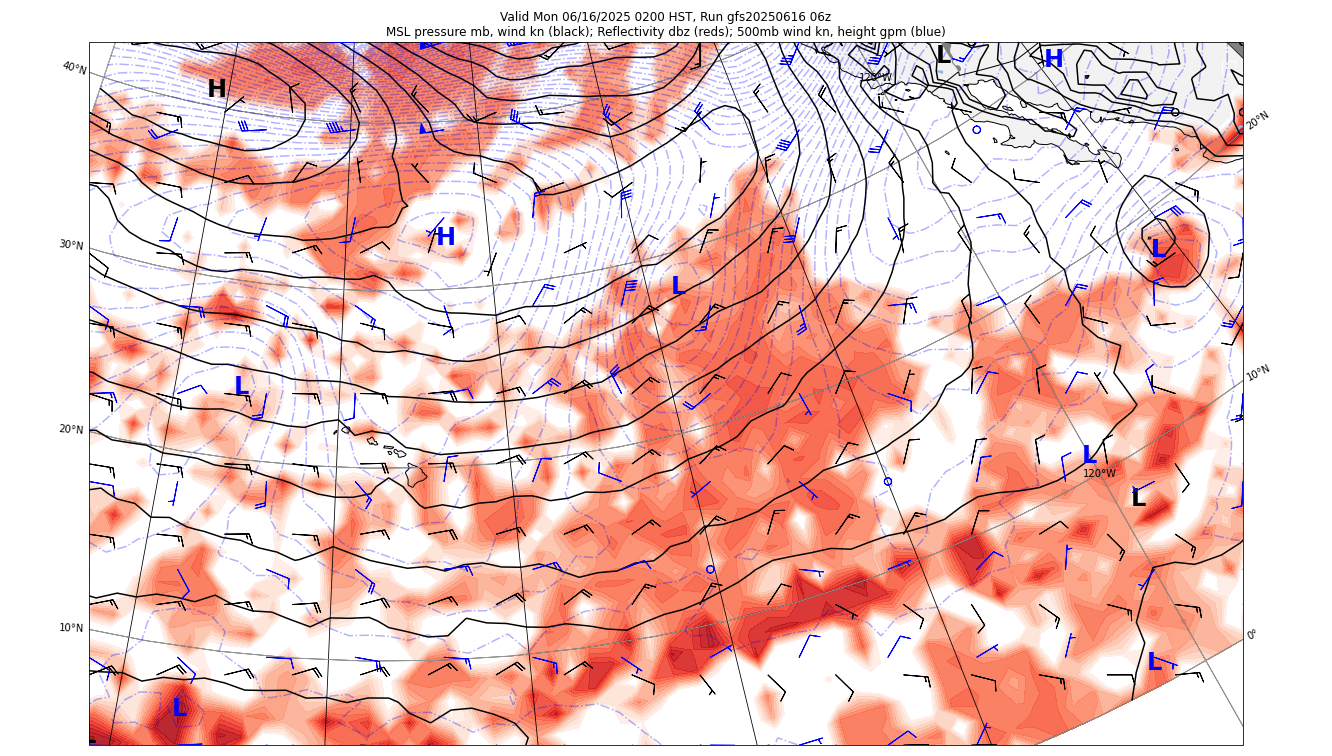 Valid Mon 06/16/2025 0200 HST, Run gfs20250616 06z
MSL pressure mb, wind kn (black); Reflectivity dbz (reds); 500mb wind kn, height gpm (blue)
L
H
40°N
H
120°W
20°N
H
30°N
L
L
10°N
L
20°N
L
120°W
L
10°N
0°
L
L